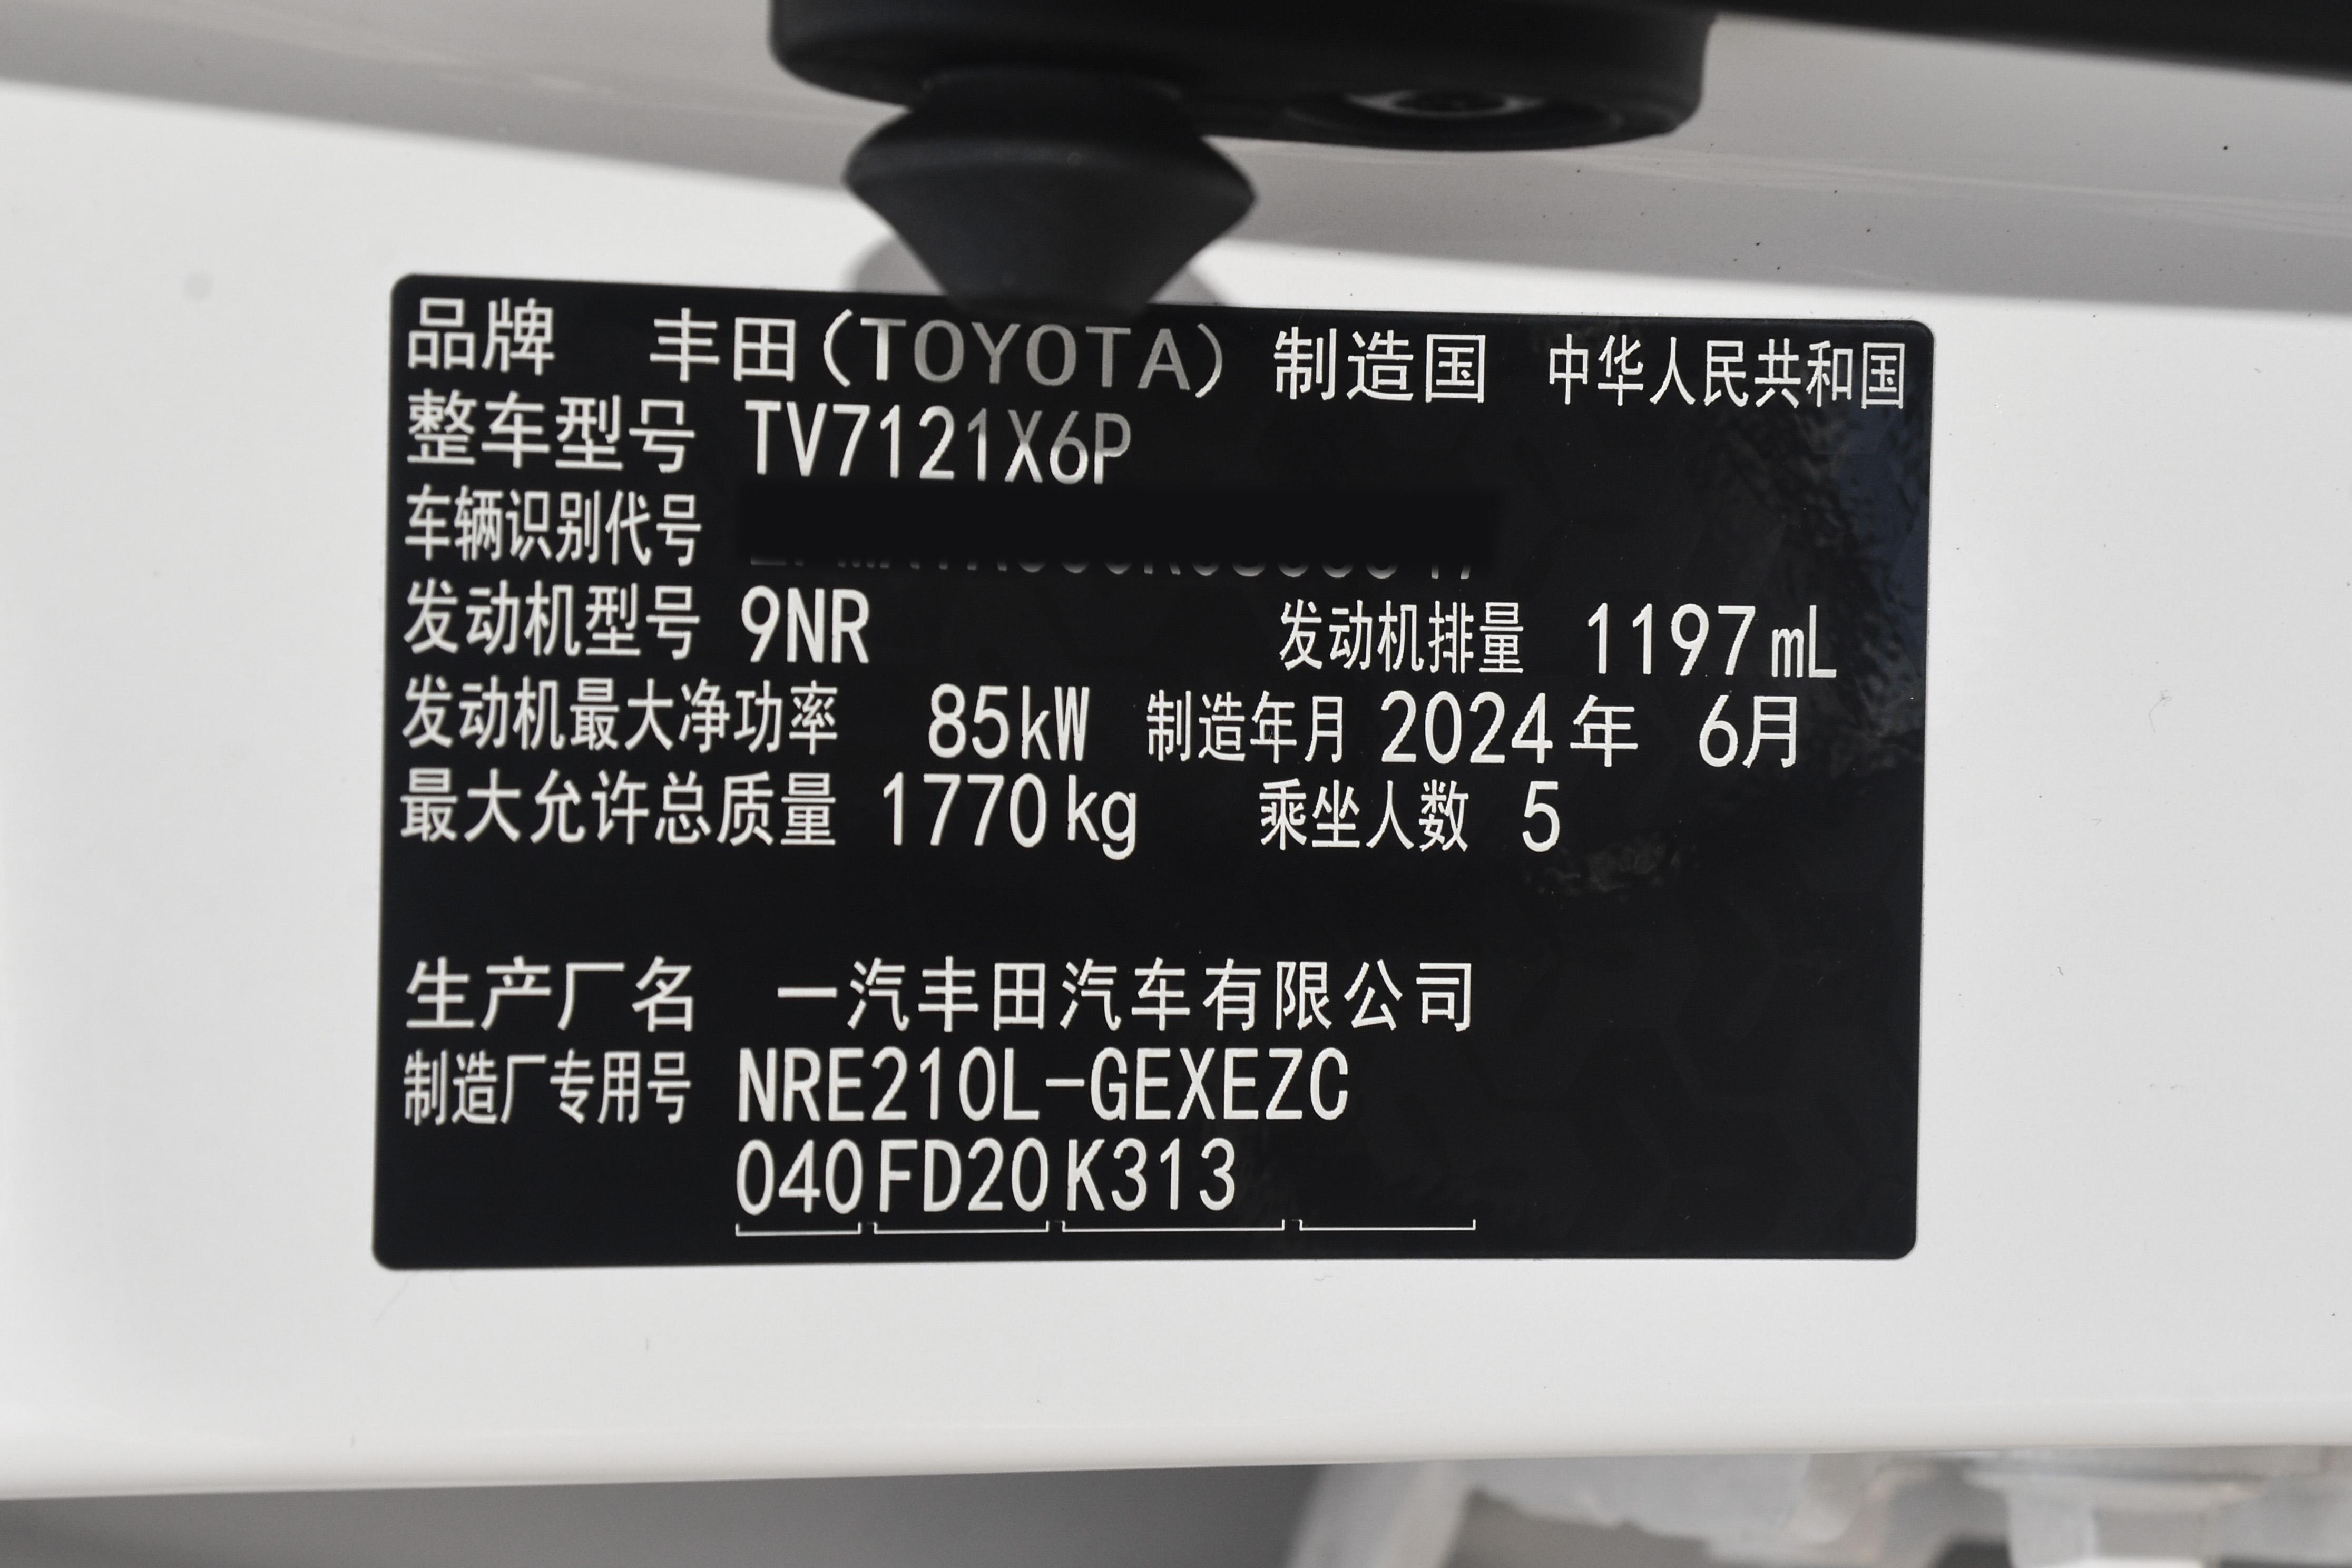 品牌 丰田(TOYOTA) 制造国 中华人民共和国
整车型号 TV7121X6P
车辆识别代号
发动机型号 9NR 发动机排量 1197mL
发动机最大净功率 85kW 制造年月 2024年 6月
最大允许总质量 1770kg 乘坐人数 5
生产厂名 一汽丰田汽车有限公司
制造厂专用号 NRE210L-GEXEZC
040 FD20 K313